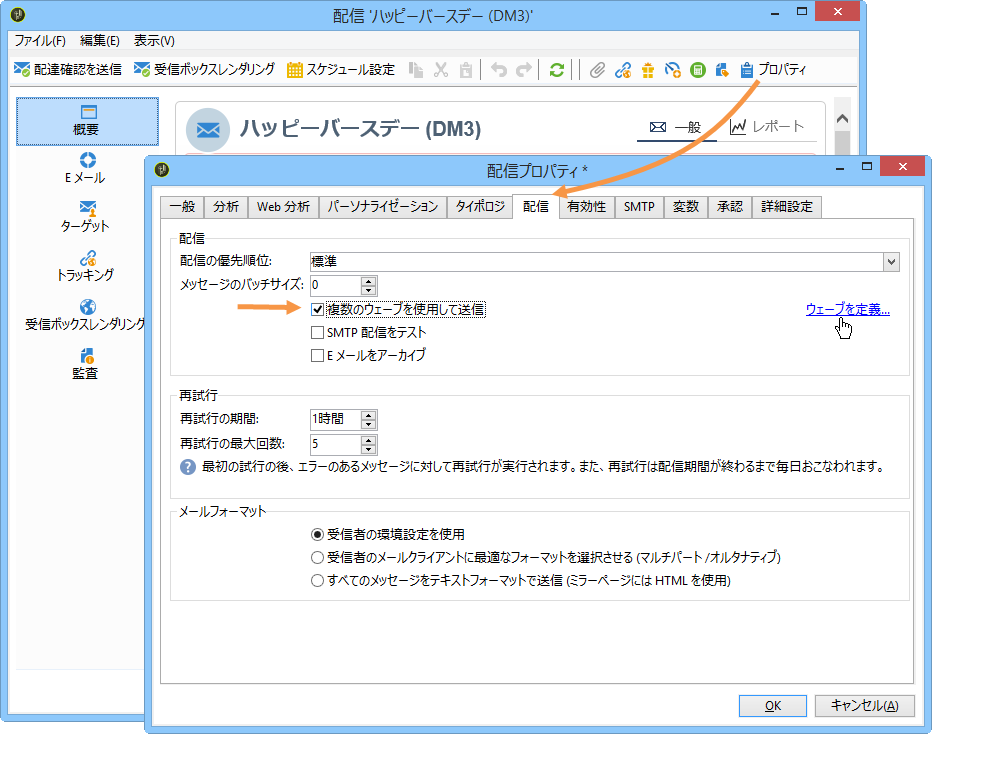 配信 'ハッピーバースデー (DM3)'
ファイル(F) 編集(E) 表示(V)
配達確認を送信 受信ボックスレンダリング スケジュール設定 プロパティ
概要
E メール
ターゲット
トラッキング
受信ボックスレンダリング
監査
ハッピーバースデー (DM3)
一般 レポート
配信プロパティ *
一般 分析 Web 分析 パーソナライゼーション タイポロジ 配信 有効性 SMTP 変数 承認 詳細設定
配信
配信の優先順位: 標準
メッセージのバッチサイズ: 0
複数のウェーブを使用して送信 ウェーブを定義...
SMTP 配信をテスト
E メールをアーカイブ
再試行
再試行の期間: 1時間
再試行の最大回数: 5
最初の試行の後、エラーのあるメッセージに対して再試行が実行されます。また、再試行は配信期間が終わるまで毎日おこなわれます。
メールフォーマット
受信者の環境設定を使用
受信者のメールクライアントに最適なフォーマットを選択させる (マルチパート /オルタナティブ)
すべてのメッセージをテキストフォーマットで送信 (ミラーページには HTML を使用)
OK キャンセル(A)